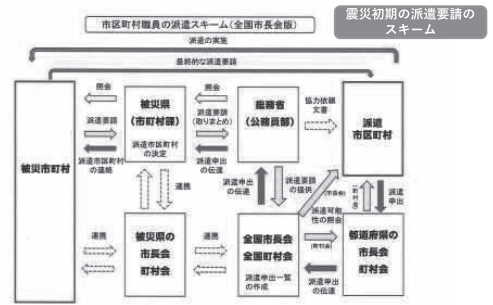 市区町村職員の派遣スキーム(全国市長会版)
震災初期の派遣要請の
スキーム
派遣の実施
最終的な派遣要請
被災市町村
照会
派遣要請
派遣市区町村
の連絡
被災県
(市町村課)
派遣市区町村
の決定
照会
派遣要請
(取りまとめ)
派遣申出
の伝達
総務省
(公務員部)
協力依頼
文書
派遣
市区町村
連携
派遣申出
の伝達
派遣要請
の提供
(市長会)
派遣可能
性の照会
(町村会)
(町村会)
派遣
申出
連携
被災県の
市長会
町村会
連携
全国市長会
全国町村会
派遣申出一覧
の作成
派遣申出
の伝達
都道府県の
市長会
町村会